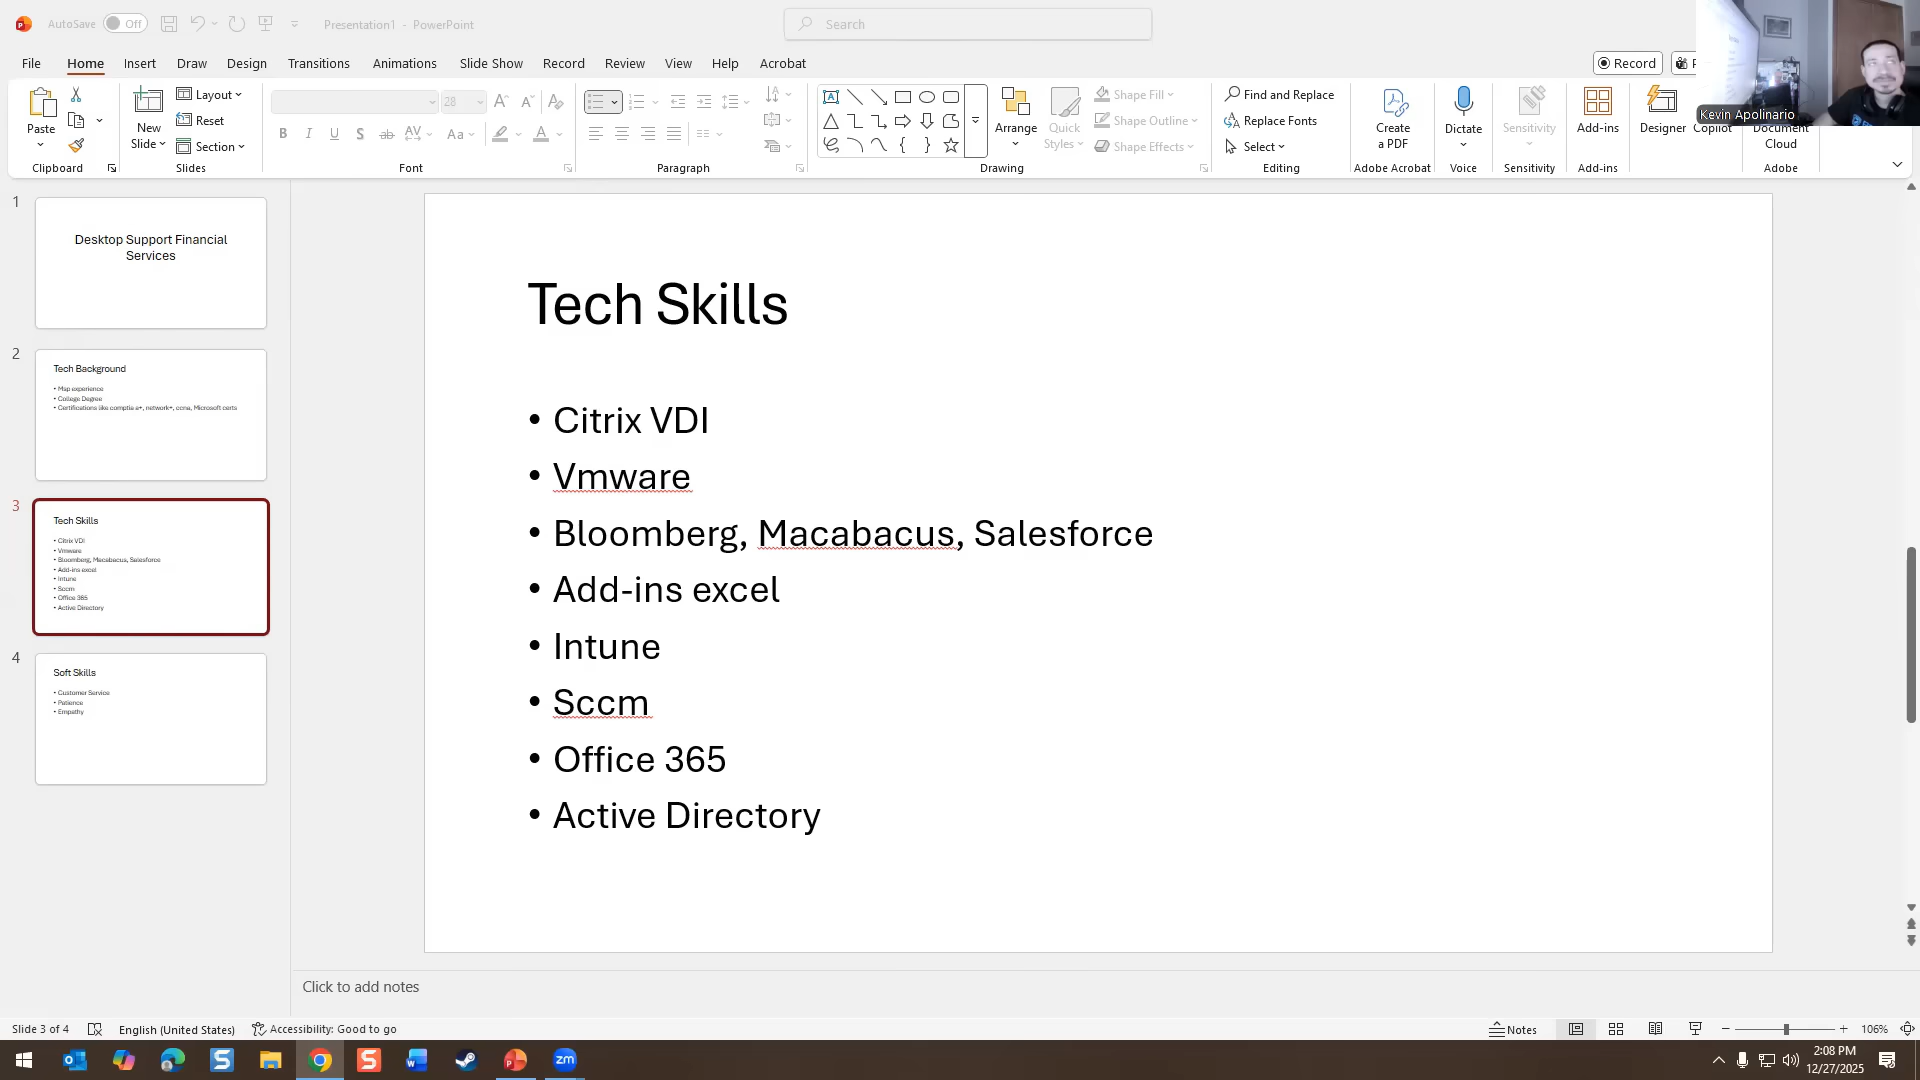 AutoSave Off Presentation1 - PowerPoint Search
File Home Insert Draw Design Transitions Animations Slide Show Record Review View Help Acrobat Record
Kevin Apolinario
Paste
New
Slide
Layout
Reset
Section
28
Arrange
Quick
Styles
Shape Fill
Shape Outline
Shape Effects
Find and Replace
Replace Fonts
Select
Create
a PDF
Dictate
Sensitivity
Add-ins
Designer
Copilot
Document
Cloud
Clipboard Slides Font Paragraph Drawing Editing Adobe Acrobat Voice Sensitivity Add-ins Adobe
1
Desktop Support Financial
Services
2
Tech Background
• Map experience
• College Degree
• Certifications like comptia a+, network+, ccna, Microsoft certs
3
Tech Skills
• Citrix VDI
• Vmware
• Bloomberg, Macabacus, Salesforce
• Add-ins excel
• Intune
• Sccm
• Office 365
• Active Directory
4
Soft Skills
• Customer Service
• Patience
• Empathy
Tech Skills
• Citrix VDI
• Vmware
• Bloomberg, Macabacus, Salesforce
• Add-ins excel
• Intune
• Sccm
• Office 365
• Active Directory
Click to add notes
Slide 3 of 4 English (United States) Accessibility: Good to go Notes 106%
2:08 PM
12/27/2025